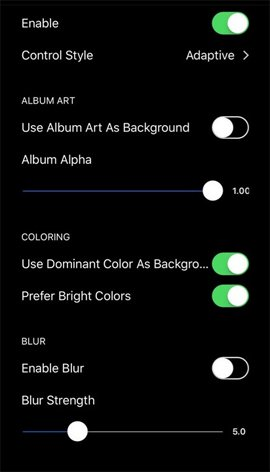 Enable
Control Style Adaptive >
ALBUM ART
Use Album Art As Background
Album Alpha
1.00
COLORING
Use Dominant Color As Backgro...
Prefer Bright Colors
BLUR
Enable Blur
Blur Strength
5.0